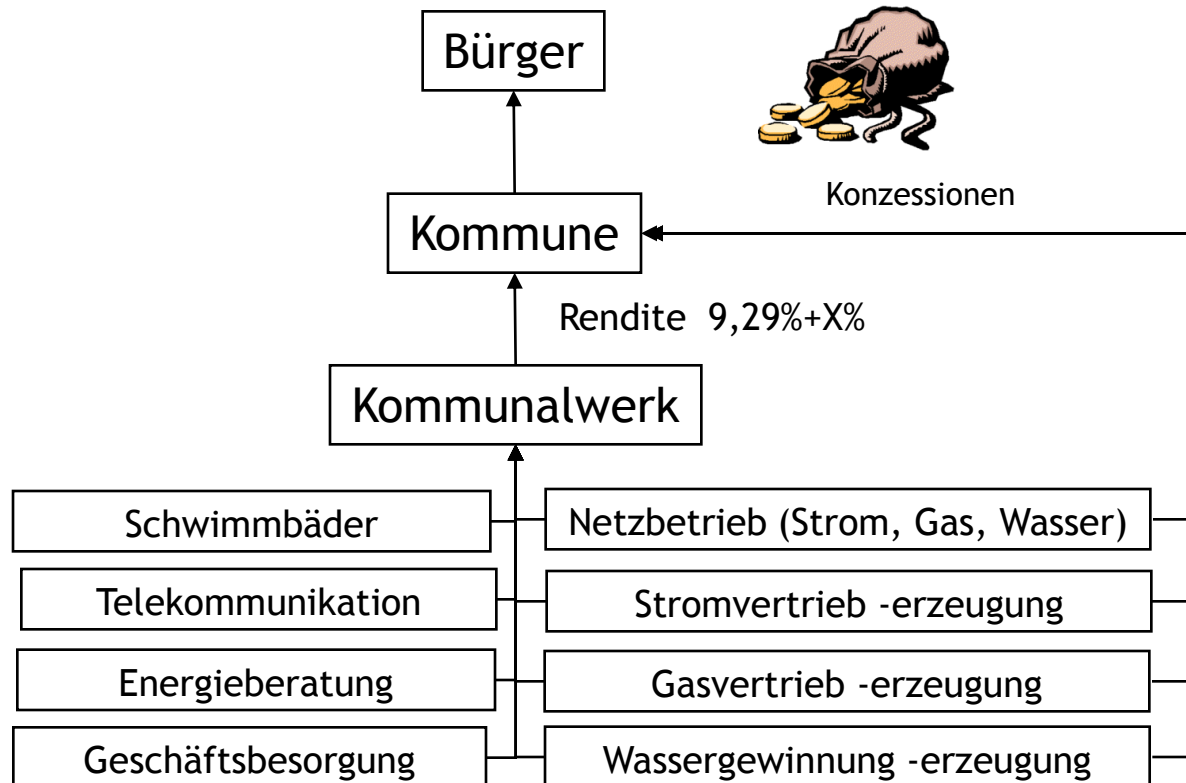 Bürger
Konzessionen
Kommune
Rendite 9,29%+X%
Kommunalwerk
Schwimmbäder
Netzbetrieb (Strom, Gas, Wasser)
Telekommunikation
Stromvertrieb -erzeugung
Energieberatung
Gasvertrieb -erzeugung
Geschäftsbesorgung
Wassergewinnung -erzeugung